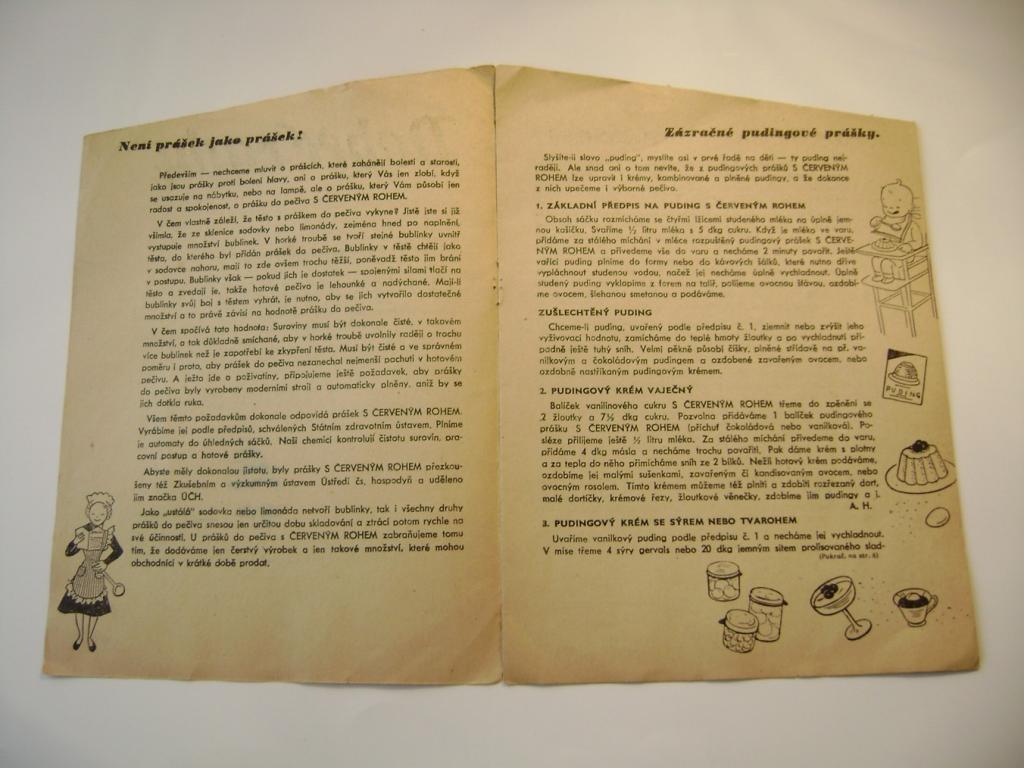 Není prášek jako prášek!
Především — nechceme mluvit o prášcích, které zahánějí bolesti a starosti,
jako jsou prášky proti bolení hlavy, ani o prášku, který Vás jen zlobí, když
se usazuje na nábytku, nebo na lampě, ale o prášku, který Vám působí jen
radost a spokojenost, o prášku do pečiva S ČERVENÝM ROHEM.
V čem vlastně záleží, že těsto s práškem do pečiva vykyne? Jistě jste si již
všimla, že ze sklenice sodovky nebo limonády, zejména hned po naplnění,
vystupuje množství bublinek. V horké troubě se tvoří stejné bublinky uvnitř
těsta, do kterého byl přidán prášek do pečiva. Bublinky v těstě chtějí jako
v sodovce nahoru, mají to zde ovšem trochu těžší, poněvadž těsto jim brání
v postupu. Bublinky však — pokud jich je dostatek — spojenými silami tlačí na
těsto a zvedají je, takže hotové pečivo je lehounké a nadýchané. Mají-li
bublinky svůj boj s těstem vyhrát, je nutno, aby se jich vytvořilo dostatečné
množství a to právě závisí na hodnotě prášku do pečiva.
V čem spočívá tato hodnota: Suroviny musí být dokonale čisté, v takovém
množství, a tak důkladně smíchané, aby v horké troubě uvolnily raději o trochu
více bublinek než je zapotřebí ke zkypření těsta. Musí být čisté a ve správném
poměru i proto, aby prášek do pečiva nezanechal nejmenší pachuti v hotovém
pečivu. A ježto jde o poživatiny, připojujeme ještě požadavek, aby prášky
do pečiva byly vyrobeny moderními stroji a automaticky plněny, aniž by se
jich dotkla ruka.
Všem těmto požadavkům dokonale odpovídá prášek S ČERVENÝM ROHEM.
Vyrábíme jej podle předpisů, schválených Státním zdravotním ústavem. Plníme
je automaty do úhledných sáčků. Naši chemici kontrolují čistotu surovin, pra-
covní postup a hotové prášky.
Abyste měly dokonalou jistotu, byly prášky S ČERVENÝM ROHEM přezkou-
šeny též Zkušebním a výzkumným ústavem Ústředí čs. hospodyň a uděleno
jim značka ÚCH.
Jako „ustálá" sodovka nebo limonáda netvoří bublinky, tak i všechny druhy
prášků do pečiva snesou jen určitou dobu skladování a ztrácí potom rychle na
své účinnosti. U prášků do pečiva S ČERVENÝM ROHEM zabraňujeme tomu
tím, že dodáváme jen čerstvý výrobek a jen takové množství, které mohou
obchodníci v krátké době prodat.
Zázračné pudingové prášky.
Slyšíte-li slovo „puding", myslíte asi v prvé řadě na děti — ty puding nej-
raději. Ale snad ani o tom nevíte, že z pudingových prášků S ČERVENÝM
ROHEM lze upravit i krémy, kombinované a plněné pudingy, a že dokonce
z nich upečeme i výborné pečivo.
1. ZÁKLADNÍ PŘEDPIS NA PUDING S ČERVENÝM ROHEM
Obsah sáčku rozmícháme se čtyřmi lžícemi studeného mléka na úplně jem-
nou kašičku. Svaříme ½ litru mléka s 5 dkg cukru. Když je mléko ve varu,
přidáme za stálého míchání v mléce rozpuštěný pudingový prášek S ČERVE-
NÝM ROHEM a přivedeme vše do varu a necháme 2 minuty povařit. Ještě
vařící puding plníme do formy nebo do kávových šálků, které nutno dříve
vypláchnout studenou vodou, načež jej necháme úplně vychladnout. Úplně
studený puding vyklopíme z forem na talíř, polijeme ovocnou šťávou, ozdobí-
me ovocem, šlehanou smetanou a podáváme.
ZUŠLECHTĚNÝ PUDING
Chceme-li puding, uvařený podle předpisu č. 1, zjemnit nebo zvýšit jeho
vyživovací hodnotu, zamícháme do teplé hmoty žloutky a po vychladnutí pří-
padně ještě tuhý sníh. Velmi pěkně působí číšky, plněné střídavě na př. va-
nilkovým a čokoládovým pudingem a ozdobené zavařeným ovocem, nebo
ozdobně nastříkaným pudingovým krémem.
2. PUDINGOVÝ KRÉM VAJEČNÝ
Balíček vanilinového cukru S ČERVENÝM ROHEM třeme do zpěnění se
2 žloutky a 7½ dkg cukru. Pozvolna přidáváme 1 balíček pudingového
prášku S ČERVENÝM ROHEM (příchuť čokoládová nebo vanilková). Po-
sléze přilijeme ještě ½ litru mléka. Za stálého míchání přivedeme do varu,
přidáme 4 dkg másla a necháme trochu povařiti. Pak dáme krém s plotny
a za tepla do něho přimícháme sníh ze 2 bílků. Nežli hotový krém podáváme,
ozdobíme jej malými sušenkami, zavařeným či kandisovaným ovocem, nebo
ovocným rosolem. Tímto krémem můžeme též plniti a zdobiti rozřezaný dort,
malé dortíčky, krémové řezy, žloutkové věnečky, zdobíme jím pudingy a j.
A. H.
3. PUDINGOVÝ KRÉM SE SÝREM NEBO TVAROHEM
Uvaříme vanilkový puding podle předpisu č. 1 a necháme jej vychladnout.
V míse třeme 4 sýry gervais nebo 20 dkg jemným sítem prolisovaného slad-
(Pokrač. na str. 6)
PUDING